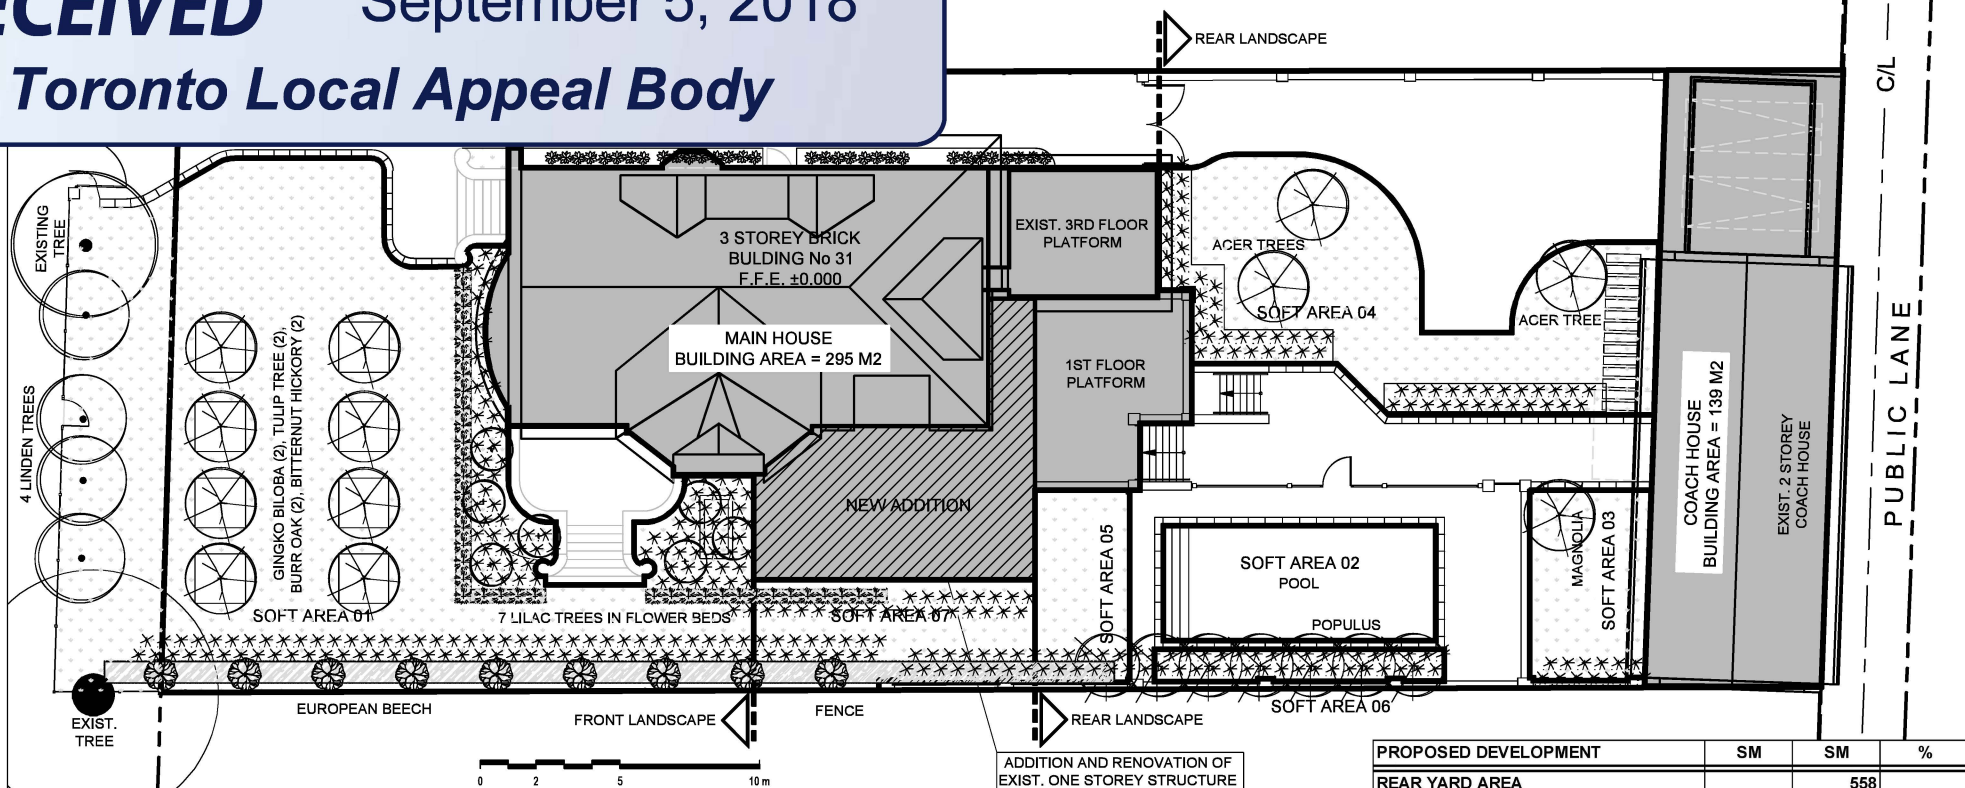 RECEIVED September 5, 2018
Toronto Local Appeal Body
REAR LANDSCAPE
C/L
PUBLIC LANE
EXISTING
TREE
4 LINDEN TREES
GINGKO BILOBA (2), TULIP TREE (2),
BURR OAK (2), BITTERNUT HICKORY (2)
3 STOREY BRICK
BULDING No 31
F.F.E. ±0.000
MAIN HOUSE
BUILDING AREA = 295 M2
EXIST. 3RD FLOOR
PLATFORM
1ST FLOOR
PLATFORM
ACER TREES
SOFT AREA 04
ACER TREE
COACH HOUSE
BUILDING AREA = 139 M2
EXIST. 2 STOREY
COACH HOUSE
NEW ADDITION
SOFT AREA 05
SOFT AREA 02
POOL
POPULUS
MAGNOLIA
SOFT AREA 03
SOFT AREA 01
7 LILAC TREES IN FLOWER BEDS
SOFT AREA 07
EXIST.
TREE
EUROPEAN BEECH
FRONT LANDSCAPE
FENCE
REAR LANDSCAPE
SOFT AREA 06
0 2 5 10 m
ADDITION AND RENOVATION OF
EXIST. ONE STOREY STRUCTURE
PROPOSED DEVELOPMENT SM SM %
REAR YARD AREA 558